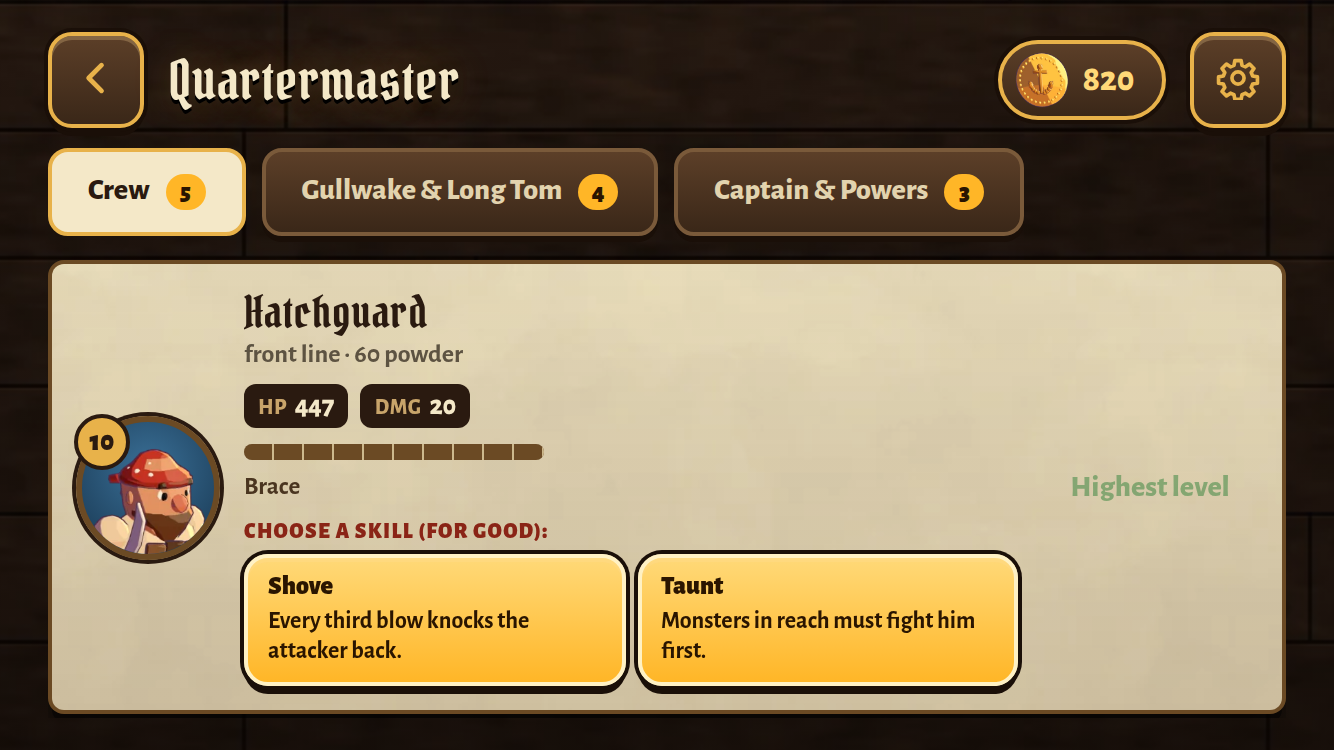 Quartermaster
820
Crew 5
Gullwake & Long Tom 4
Captain & Powers 3
Hatchguard
front line · 60 powder
HP 447
DMG 20
10
Brace
Highest level
CHOOSE A SKILL (FOR GOOD):
Shove
Every third blow knocks the
attacker back.
Taunt
Monsters in reach must fight him
first.